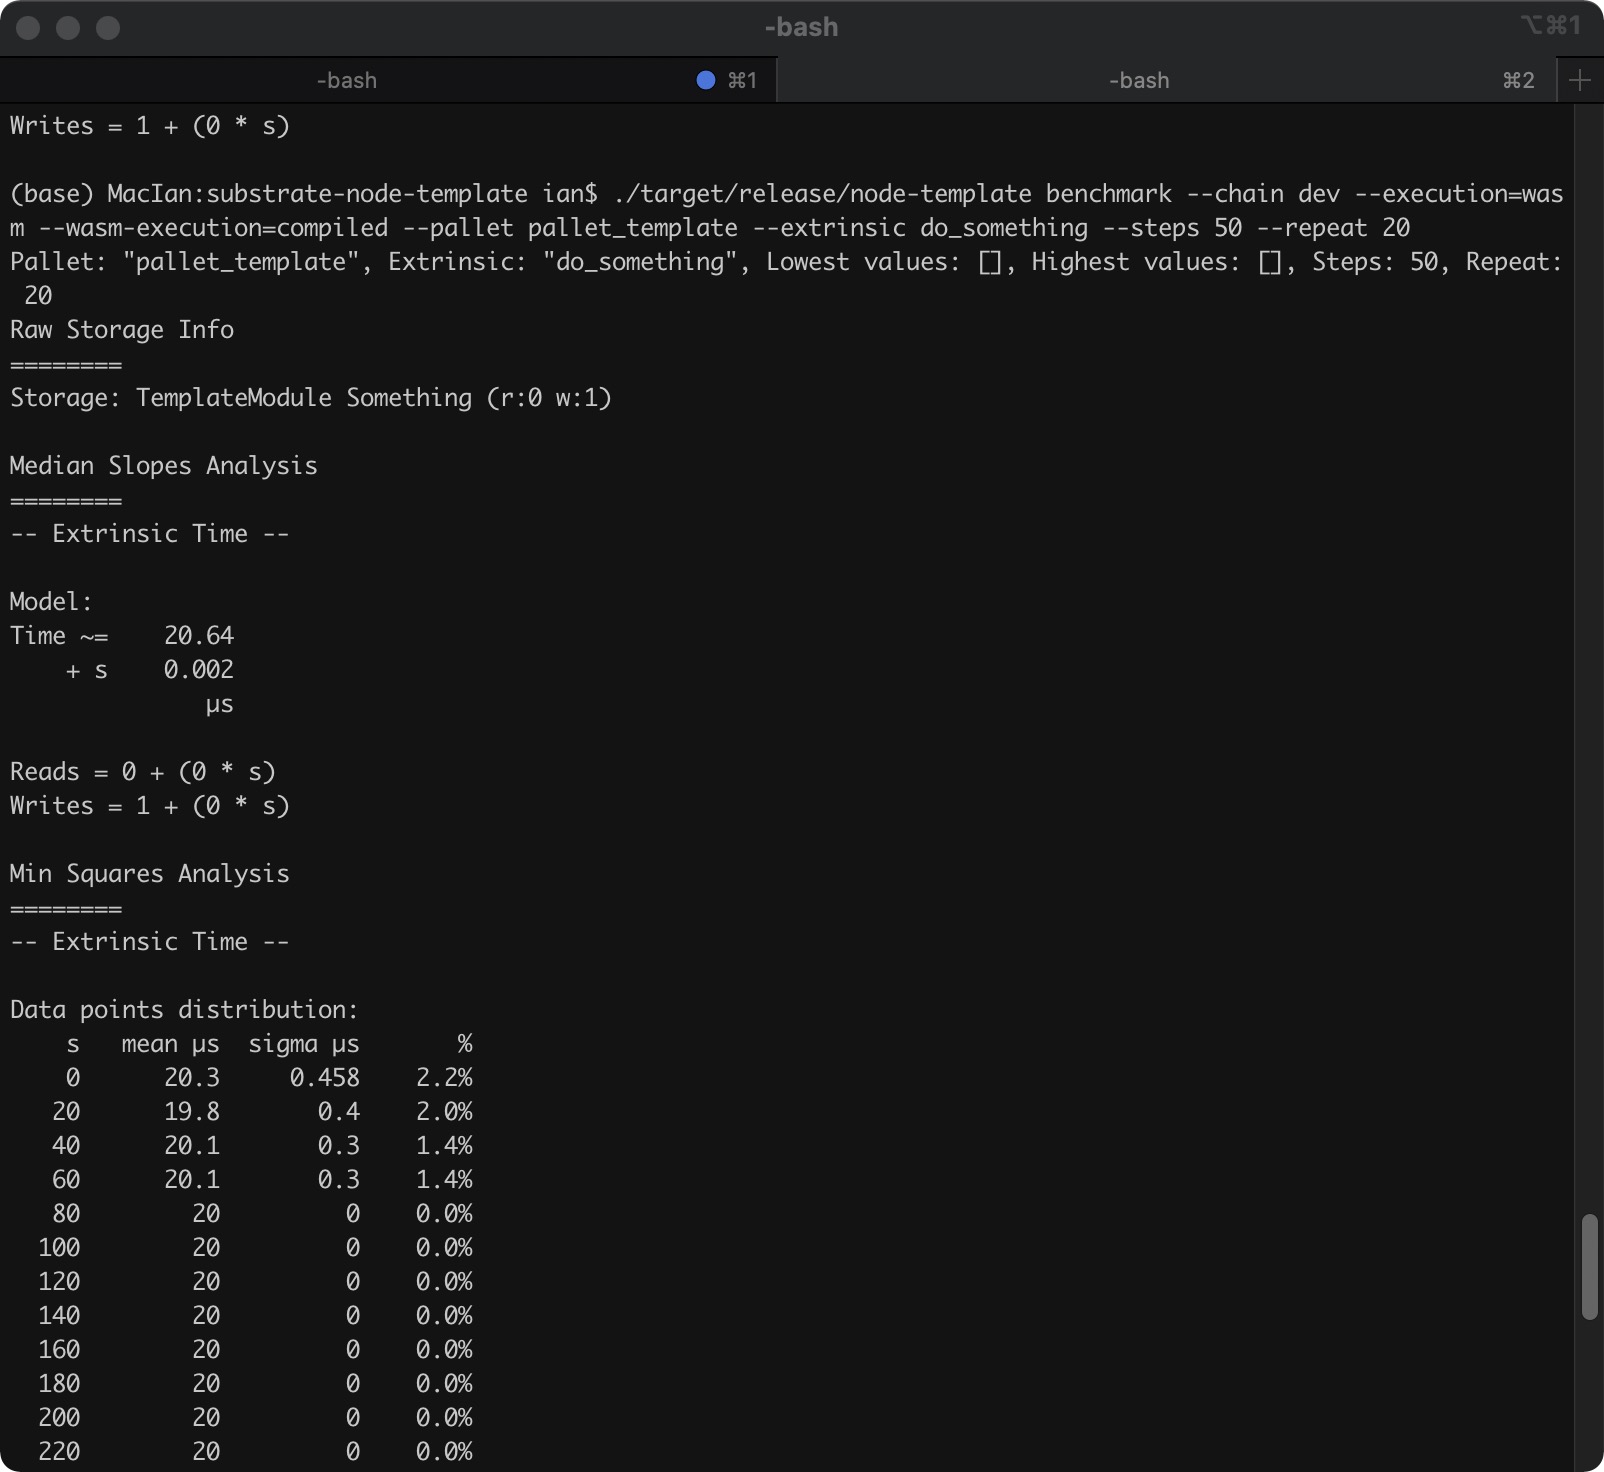 -bash
⌥⌘1
-bash ⌘1
-bash ⌘2
Writes = 1 + (0 * s)
(base) MacIan:substrate-node-template ian$ ./target/release/node-template benchmark --chain dev --execution=was
m --wasm-execution=compiled --pallet pallet_template --extrinsic do_something --steps 50 --repeat 20
Pallet: "pallet_template", Extrinsic: "do_something", Lowest values: [], Highest values: [], Steps: 50, Repeat:
20
Raw Storage Info
========
Storage: TemplateModule Something (r:0 w:1)
Median Slopes Analysis
========
-- Extrinsic Time --
Model:
Time ~=    20.64
    + s    0.002
              µs
Reads = 0 + (0 * s)
Writes = 1 + (0 * s)
Min Squares Analysis
========
-- Extrinsic Time --
Data points distribution:
    s   mean µs  sigma µs       %
    0      20.3     0.458    2.2%
   20      19.8       0.4    2.0%
   40      20.1       0.3    1.4%
   60      20.1       0.3    1.4%
   80        20         0    0.0%
  100        20         0    0.0%
  120        20         0    0.0%
  140        20         0    0.0%
  160        20         0    0.0%
  180        20         0    0.0%
  200        20         0    0.0%
  220        20         0    0.0%